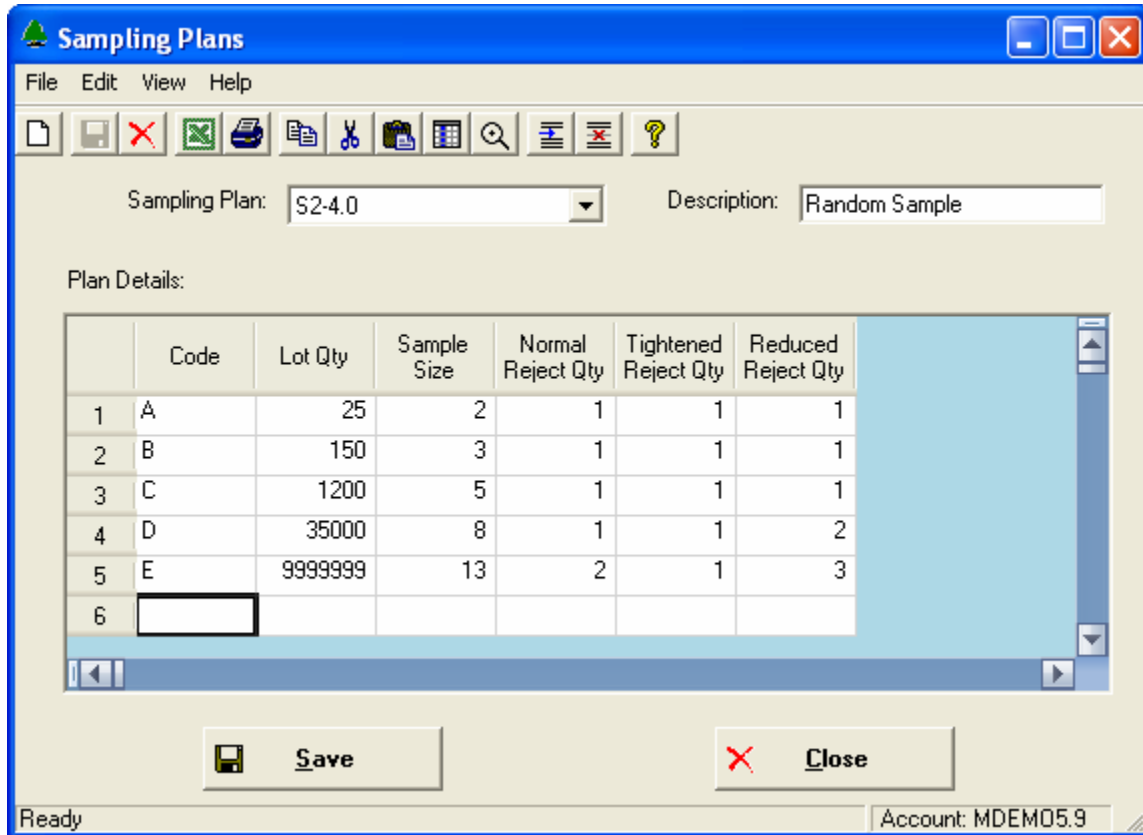 Sampling Plans
File Edit View Help
Sampling Plan: S2-4.0 Description: Random Sample
Plan Details:
Code Lot Qty Sample Size Normal Reject Qty Tightened Reject Qty Reduced Reject Qty
1 A 25 2 1 1 1
2 B 150 3 1 1 1
3 C 1200 5 1 1 1
4 D 35000 8 1 1 2
5 E 9999999 13 2 1 3
6
Save Close
Ready Account: MDEMO5.9